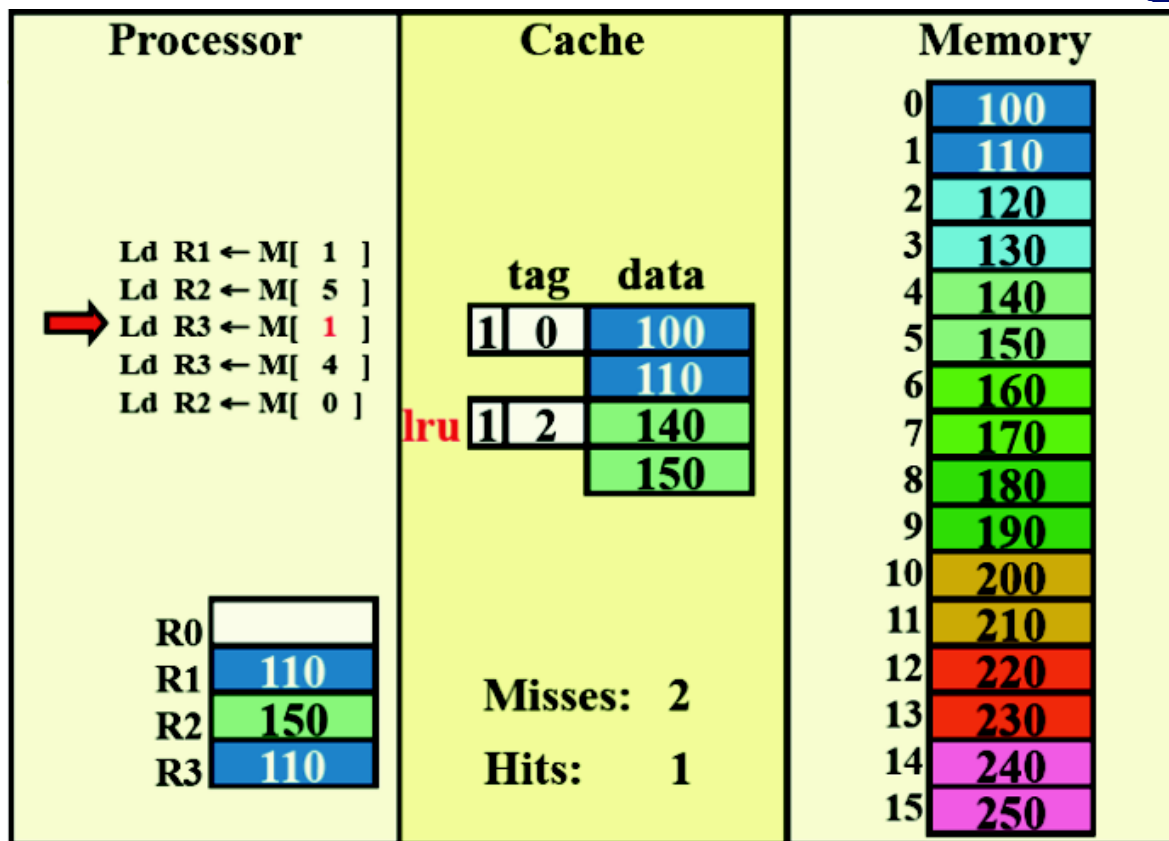 Processor
Ld R1 ← M[ 1 ]
Ld R2 ← M[ 5 ]
Ld R3 ← M[ 1 ]
Ld R3 ← M[ 4 ]
Ld R2 ← M[ 0 ]
R0
R1 110
R2 150
R3 110
Cache
tag data
1 0 100
110
lru 1 2 140
150
Misses: 2
Hits: 1
Memory
0 100
1 110
2 120
3 130
4 140
5 150
6 160
7 170
8 180
9 190
10 200
11 210
12 220
13 230
14 240
15 250